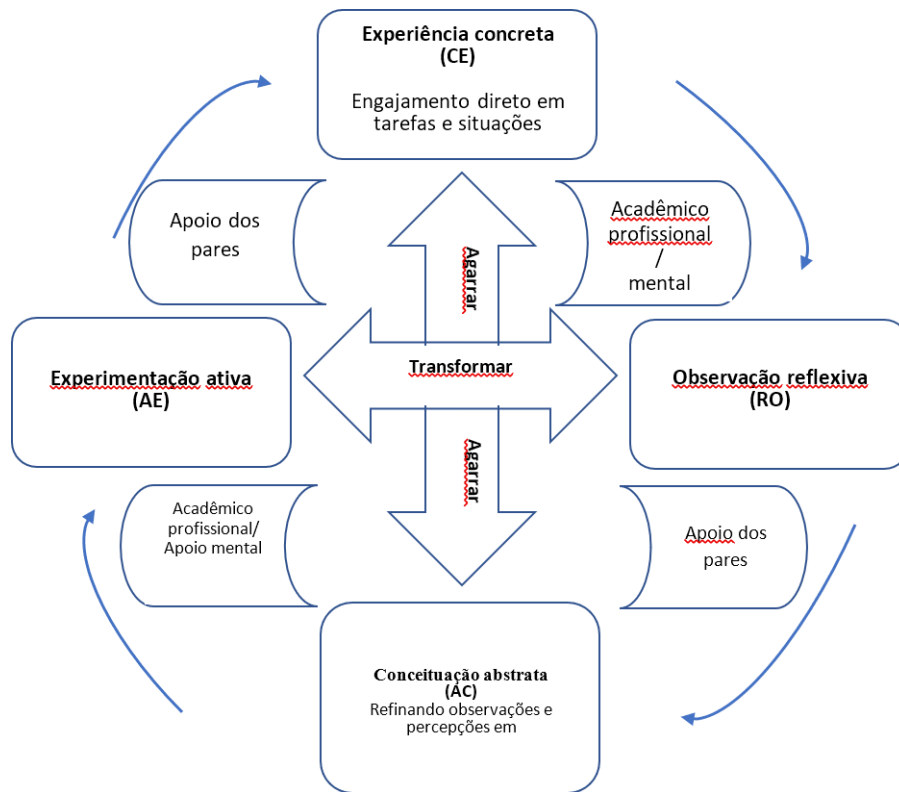 Experiência concreta
(CE)
Engajamento direto em
tarefas e situações
Apoio dos
pares
Acadêmico
profissional
/
mental
Agarrar
Experimentação ativa
(AE)
Transformar
Observação reflexiva
(RO)
Agarrar
Acadêmico
profissional/
Apoio mental
Apoio dos
pares
Conceituação abstrata
(AC)
Refinando observações e
percepções em